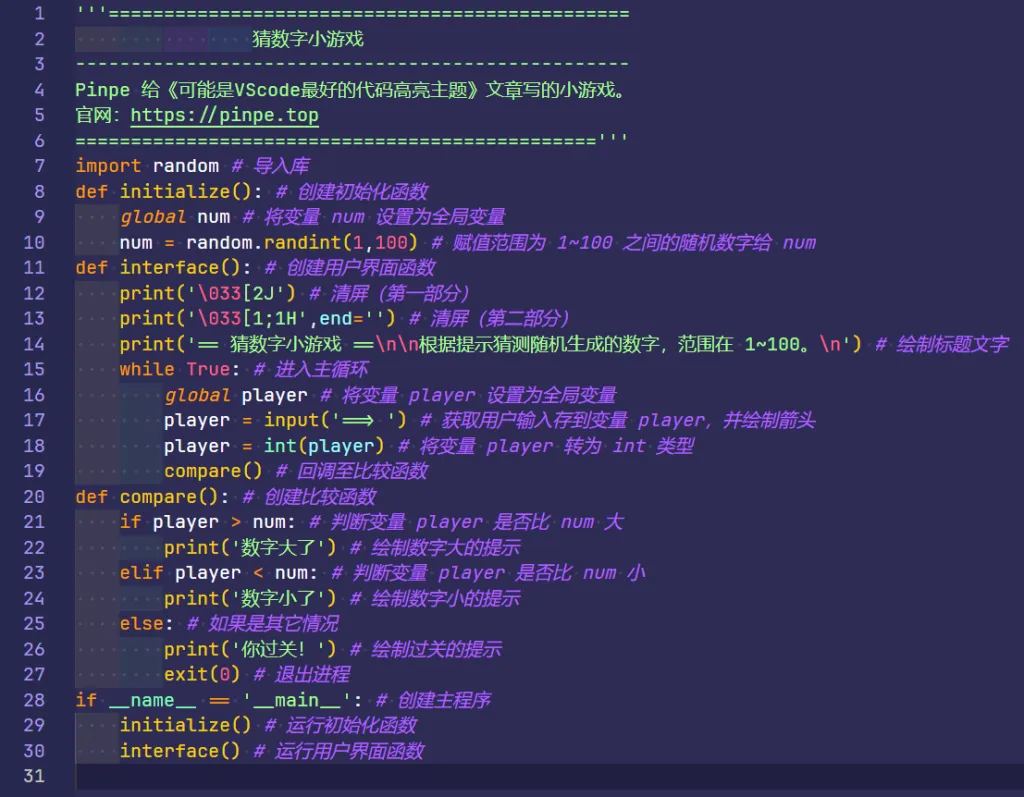 1 '''===============================================
2 猜数字小游戏
3 --------------------------------------------------
4 Pinpe 给《可能是VScode最好的代码高亮主题》文章写的小游戏。
5 官网：https://pinpe.top
6 ==============================================='''
7 import random # 导入库
8 def initialize(): # 创建初始化函数
9     global num # 将变量 num 设置为全局变量
10     num = random.randint(1,100) # 赋值范围为 1~100 之间的随机数字给 num
11 def interface(): # 创建用户界面函数
12     print('\033[2J') # 清屏（第一部分）
13     print('\033[1;1H',end='') # 清屏（第二部分）
14     print('== 猜数字小游戏 ==\n\n根据提示猜测随机生成的数字，范围在 1~100。\n') # 绘制标题文字
15     while True: # 进入主循环
16         global player # 将变量 player 设置为全局变量
17         player = input('==> ') # 获取用户输入存到变量 player，并绘制箭头
18         player = int(player) # 将变量 player 转为 int 类型
19         compare() # 回调至比较函数
20 def compare(): # 创建比较函数
21     if player > num: # 判断变量 player 是否比 num 大
22         print('数字大了') # 绘制数字大的提示
23     elif player < num: # 判断变量 player 是否比 num 小
24         print('数字小了') # 绘制数字小的提示
25     else: # 如果是其它情况
26         print('你过关！') # 绘制过关的提示
27         exit(0) # 退出进程
28 if __name__ == '__main__': # 创建主程序
29     initialize() # 运行初始化函数
30     interface() # 运行用户界面函数
31